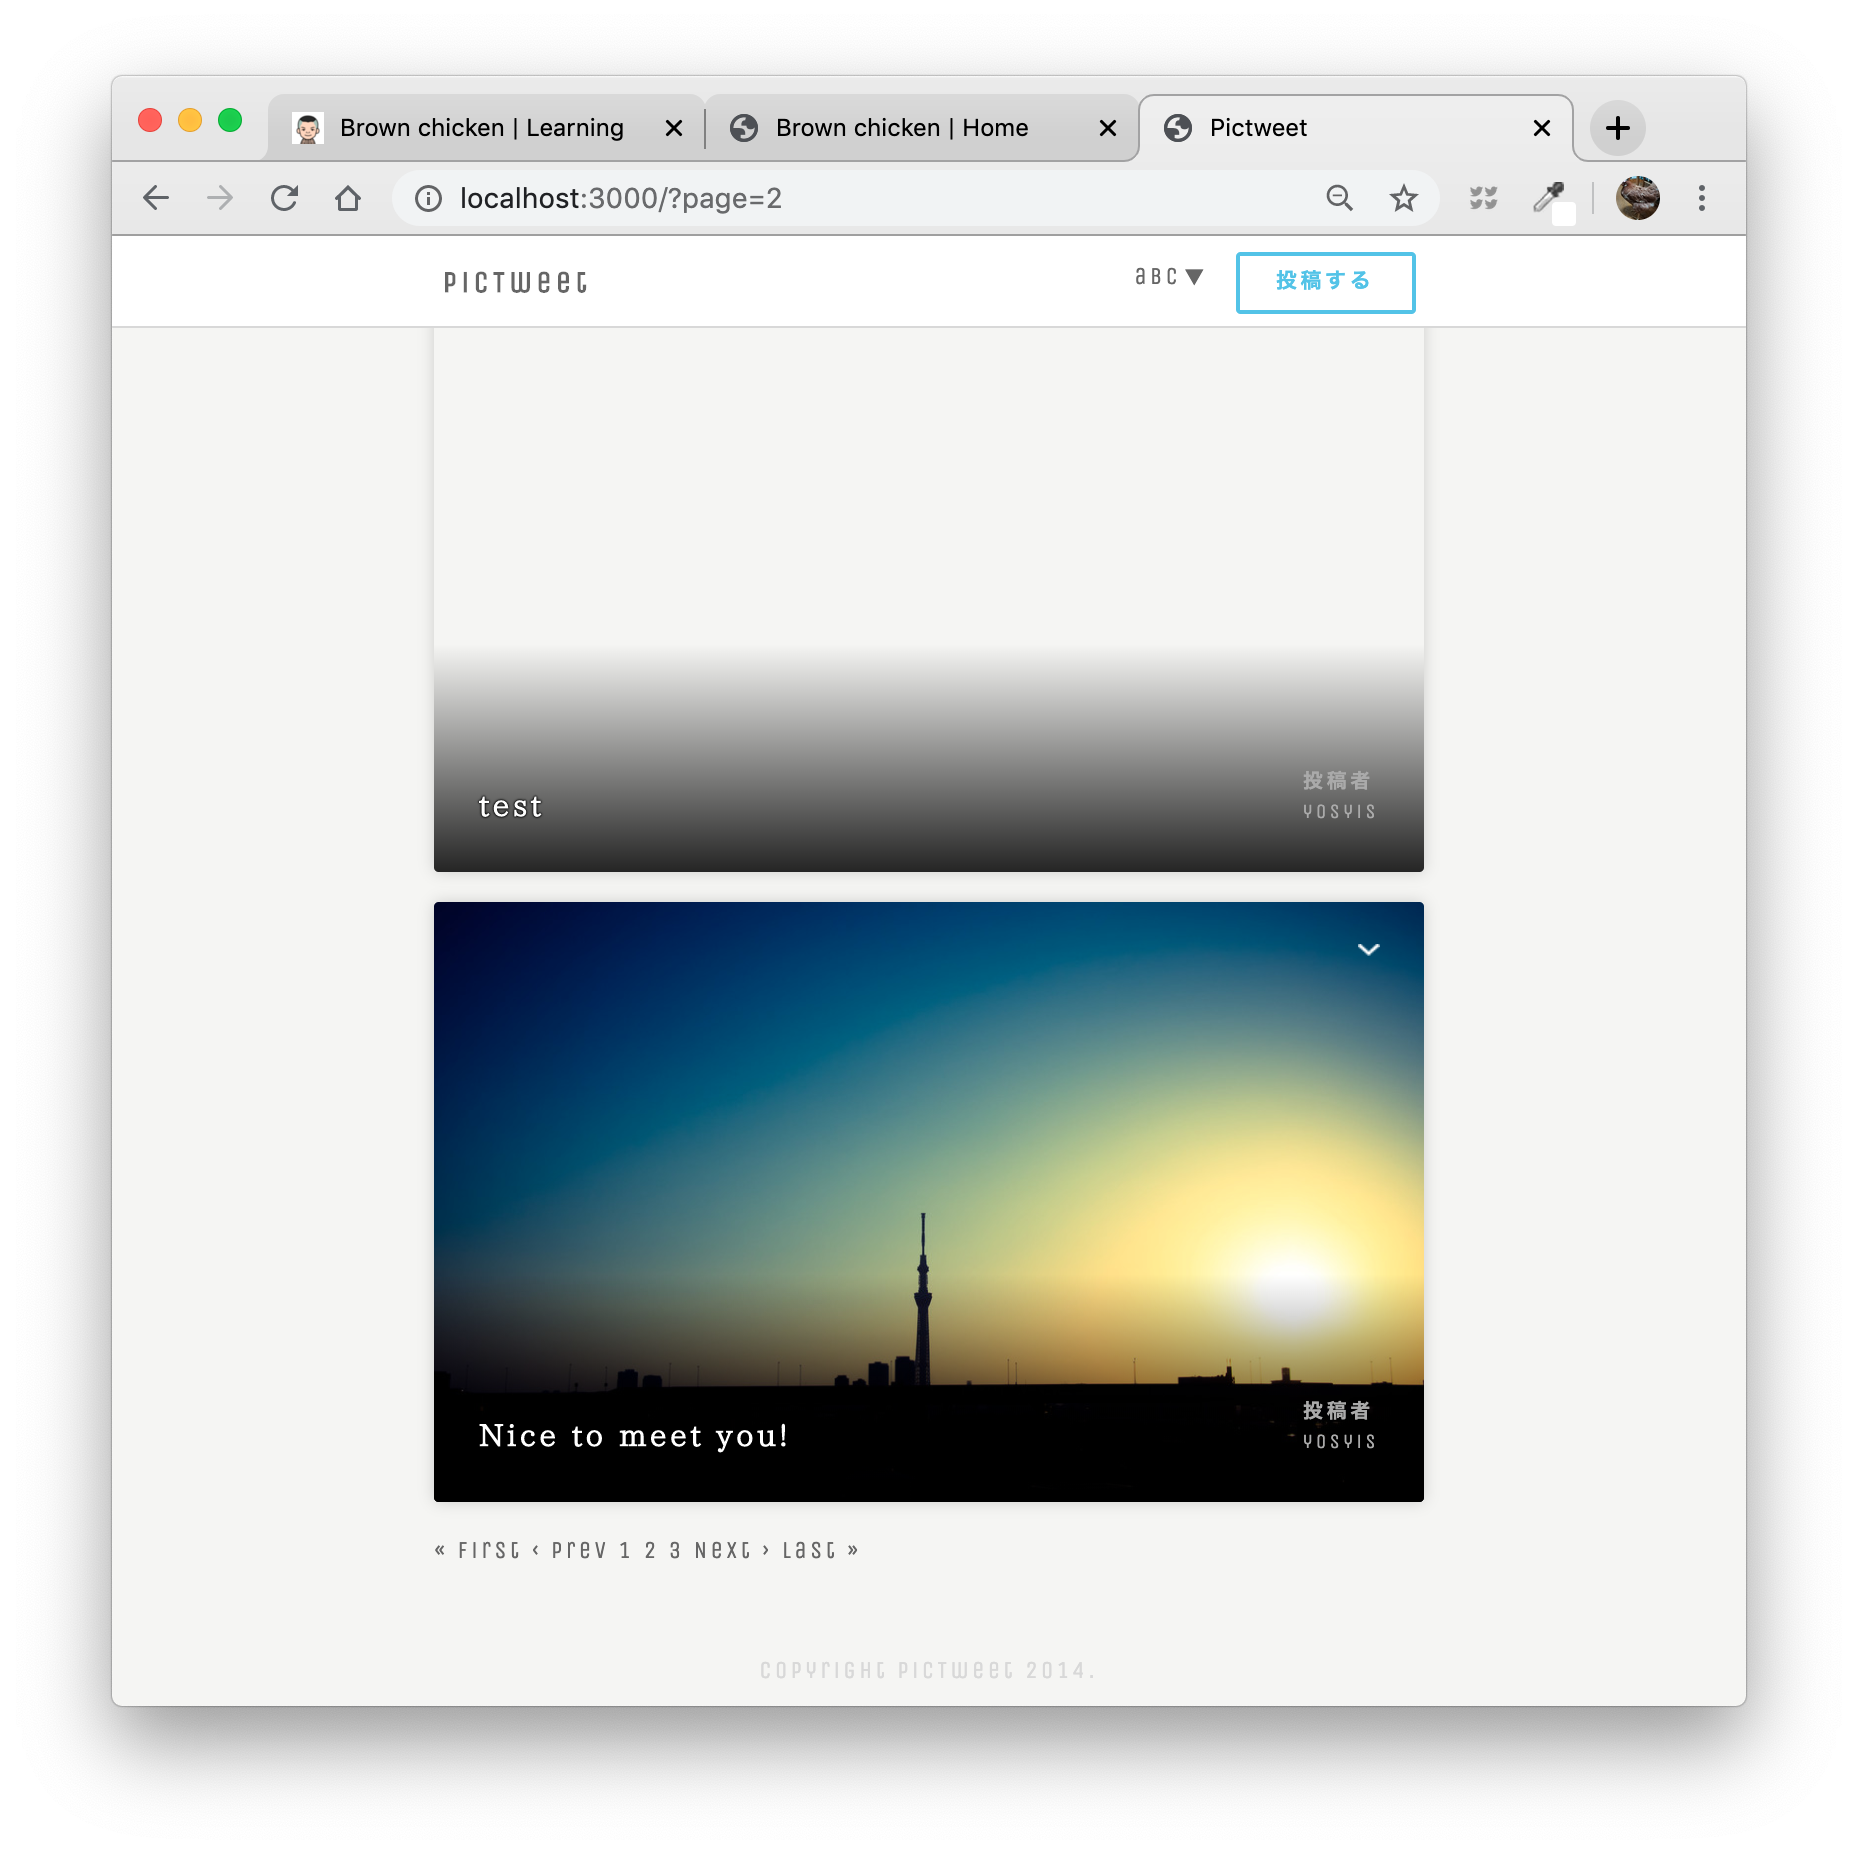 Brown chicken | Learning
Brown chicken | Home
Pictweet
localhost:3000/?page=2
PICTWEET
aBC▼
投稿する
test
投稿者
YOSYIS
Nice to meet you!
投稿者
YOSYIS
« First ‹ Prev 1 2 3 Next › Last »
Copyright PicTweet 2014.